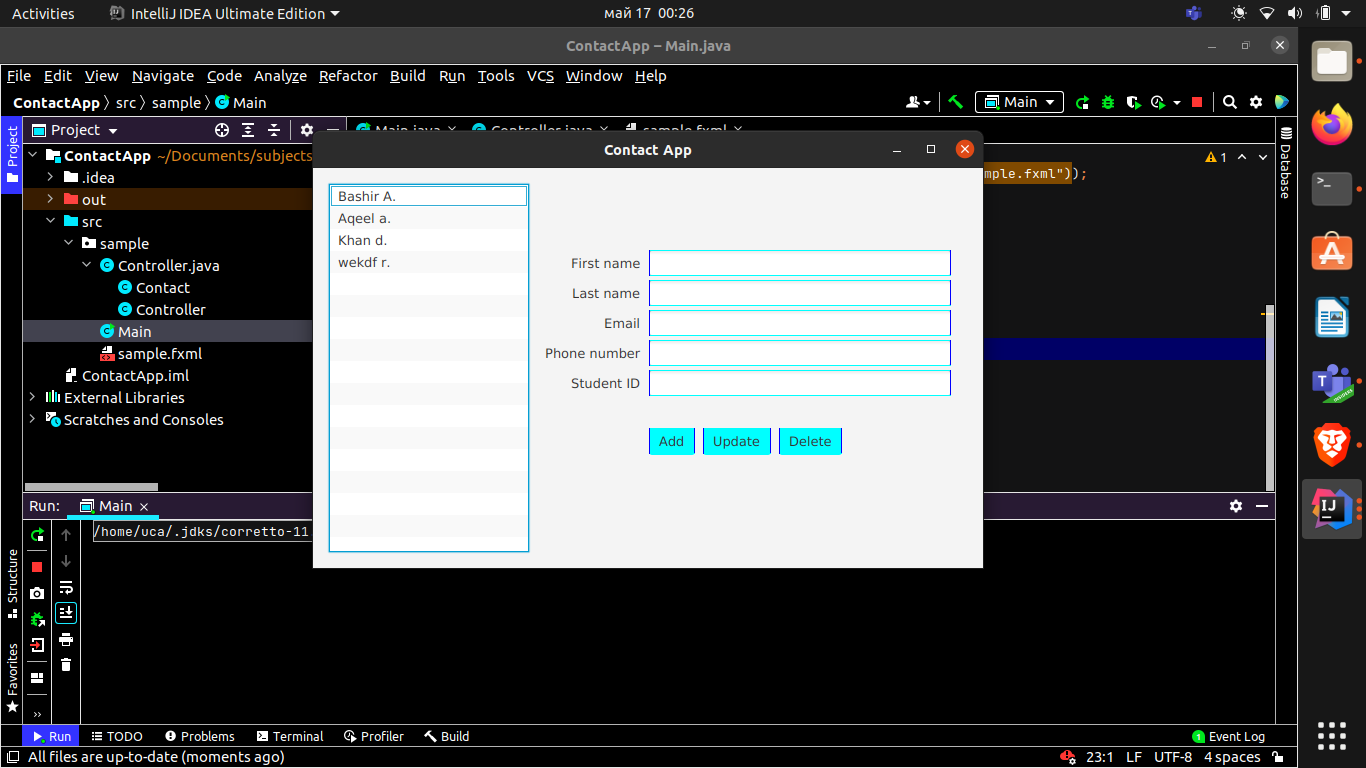 Activities IntelliJ IDEA Ultimate Edition май 17 00:26
ContactApp – Main.java
File Edit View Navigate Code Analyze Refactor Build Run Tools VCS Window Help
ContactApp src sample Main
Main
Project
Main.java Controller.java sample.fxml
Project
Database
Contact App
ContactApp ~/Documents/subjects
.idea
out
src
sample
Controller.java
Contact
Controller
Main
sample.fxml
ContactApp.iml
External Libraries
Scratches and Consoles
1
mple.fxml"));
Bashir A.
Aqeel a.
Khan d.
wekdf r.
First name
Last name
Email
Phone number
Student ID
Add Update Delete
Run: Main
/home/uca/.jdks/corretto-11
Structure
Favorites
Run TODO Problems Terminal Profiler Build 1 Event Log
All files are up-to-date (moments ago) 23:1 LF UTF-8 4 spaces